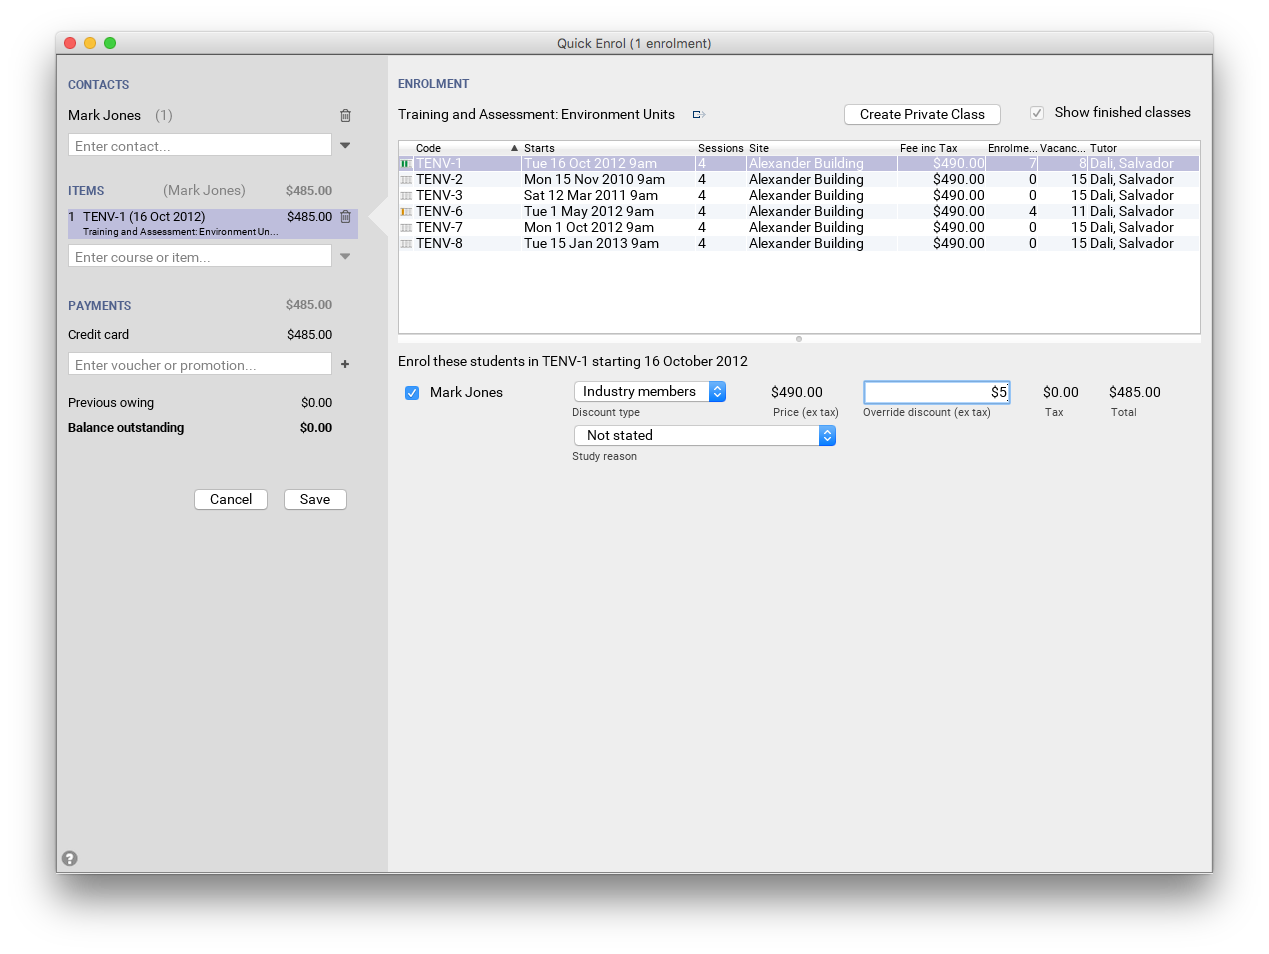 Quick Enrol (1 enrolment)
CONTACTS
Mark Jones (1)
Enter contact...
ITEMS (Mark Jones) $485.00
1 TENV-1 (16 Oct 2012) $485.00
Training and Assessment: Environment Un...
Enter course or item...
PAYMENTS $485.00
Credit card $485.00
Enter voucher or promotion... +
Previous owing $0.00
Balance outstanding $0.00
Cancel Save
?
ENROLMENT
Training and Assessment: Environment Units Create Private Class Show finished classes
Code Starts Sessions Site Fee inc Tax Enrolme... Vacanc... Tutor
TENV-1 Tue 16 Oct 2012 9am 4 Alexander Building $490.00 7 8 Dali, Salvador
TENV-2 Mon 15 Nov 2010 9am 4 Alexander Building $490.00 0 15 Dali, Salvador
TENV-3 Sat 12 Mar 2011 9am 4 Alexander Building $490.00 0 15 Dali, Salvador
TENV-6 Tue 1 May 2012 9am 4 Alexander Building $490.00 4 11 Dali, Salvador
TENV-7 Mon 1 Oct 2012 9am 4 Alexander Building $490.00 0 15 Dali, Salvador
TENV-8 Tue 15 Jan 2013 9am 4 Alexander Building $490.00 0 15 Dali, Salvador
Enrol these students in TENV-1 starting 16 October 2012
Mark Jones Industry members $490.00 $5 $0.00 $485.00
Discount type Price (ex tax) Override discount (ex tax) Tax Total
Not stated
Study reason